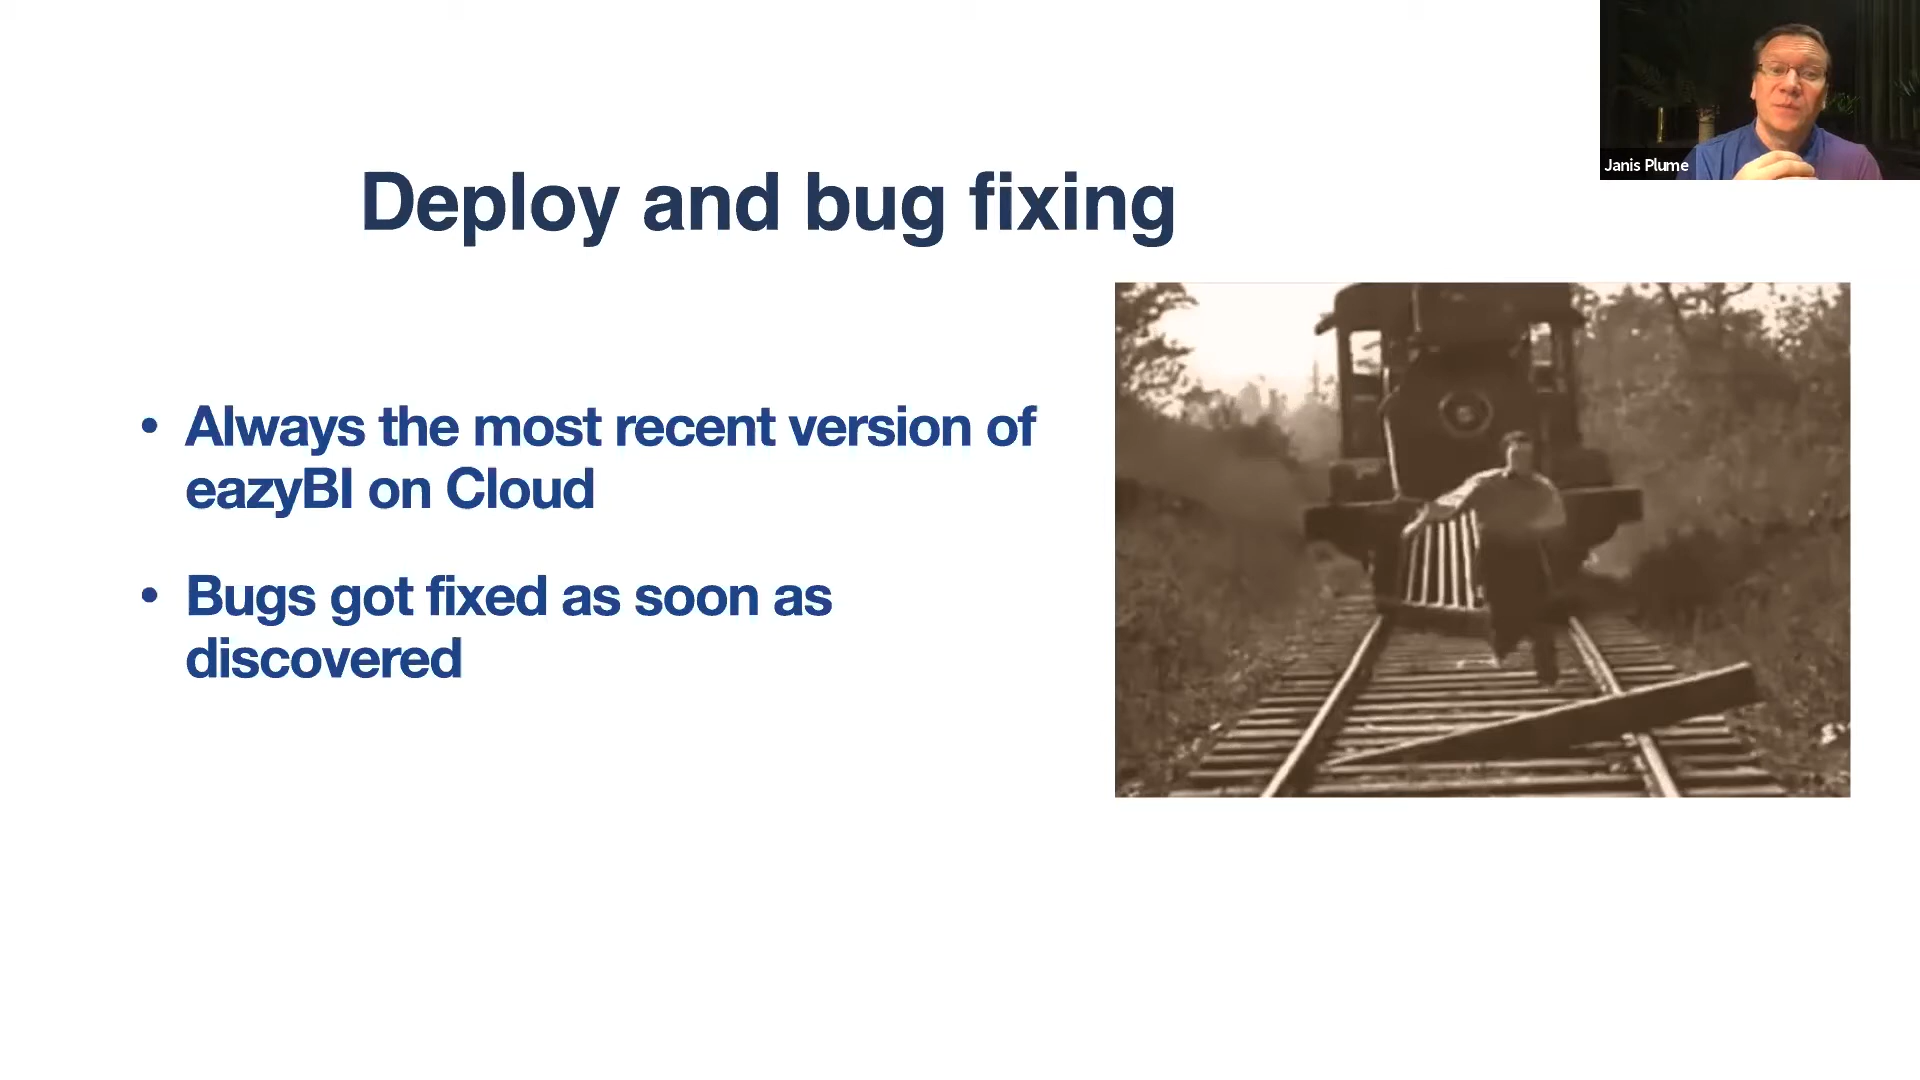 Janis Plume
Deploy and bug fixing
• Always the most recent version of
eazyBI on Cloud
• Bugs got fixed as soon as
discovered